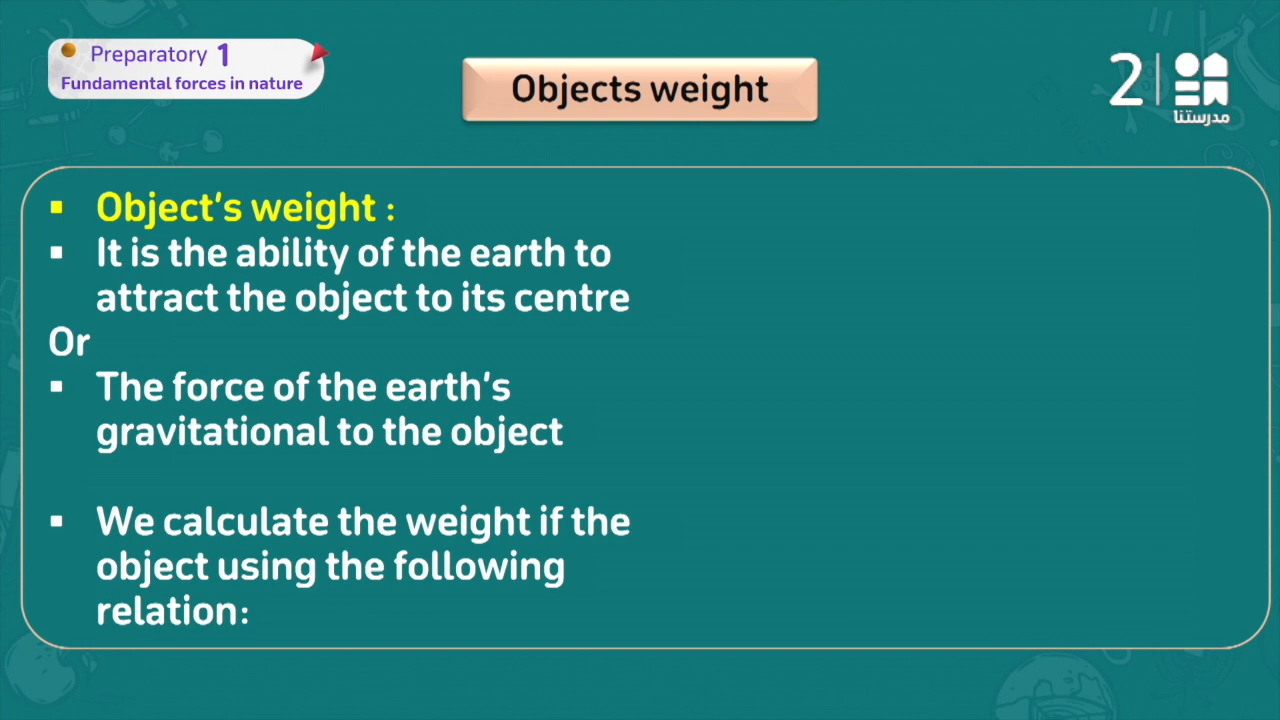 Preparatory 1
Fundamental forces in nature
Objects weight
2
مدرستنا
▪ Object's weight :
▪ It is the ability of the earth to
attract the object to its centre
Or
▪ The force of the earth's
gravitational to the object
▪ We calculate the weight if the
object using the following
relation: